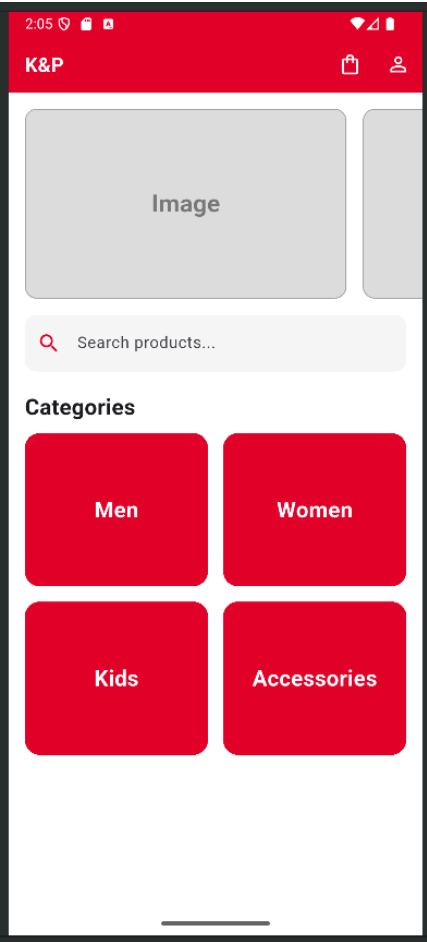 2:05
K&P
Image
Search products...
Categories
Men
Women
Kids
Accessories